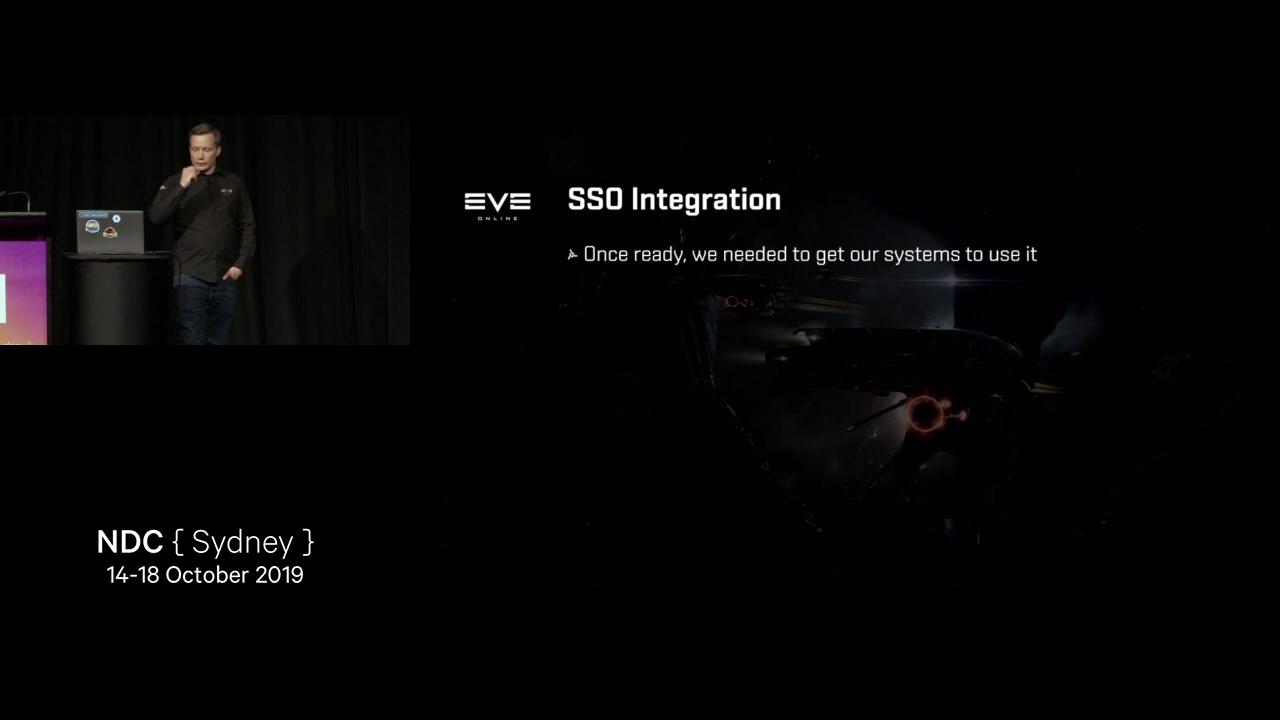 EVE
ONLINE
SSO Integration
Once ready, we needed to get our systems to use it
NDC { Sydney }
14-18 October 2019